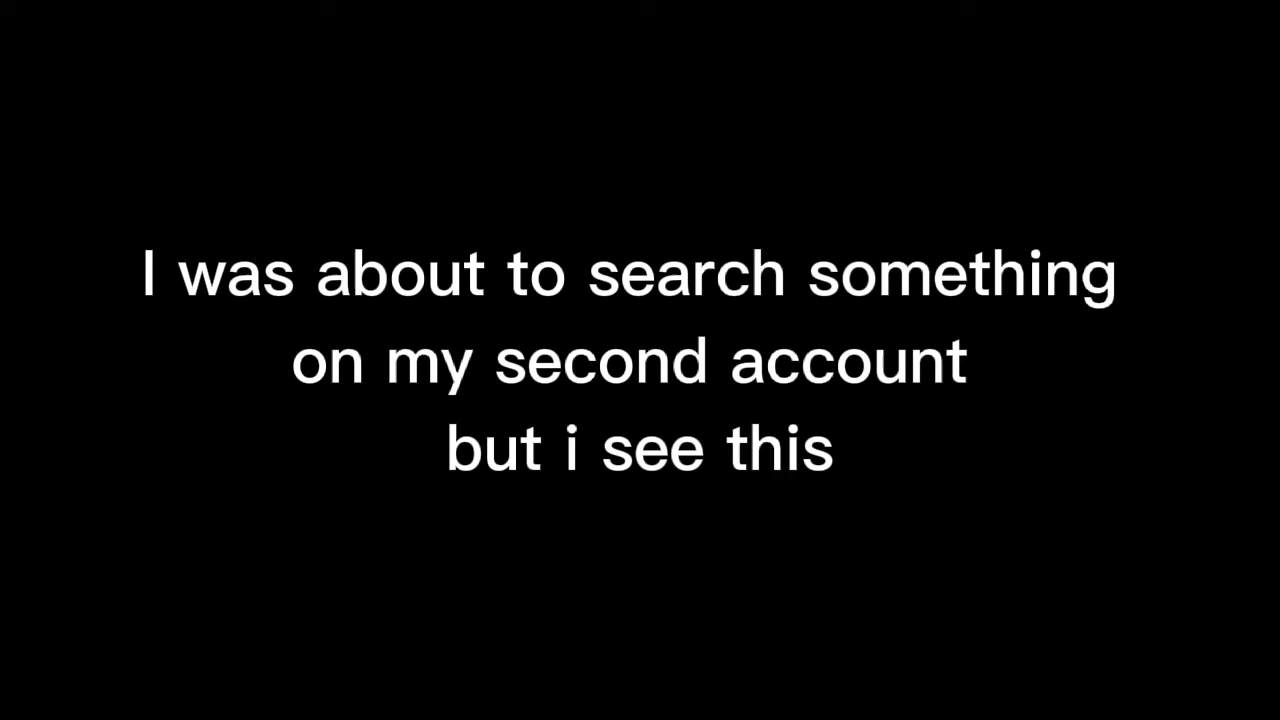 I was about to search something
on my second account
but i see this